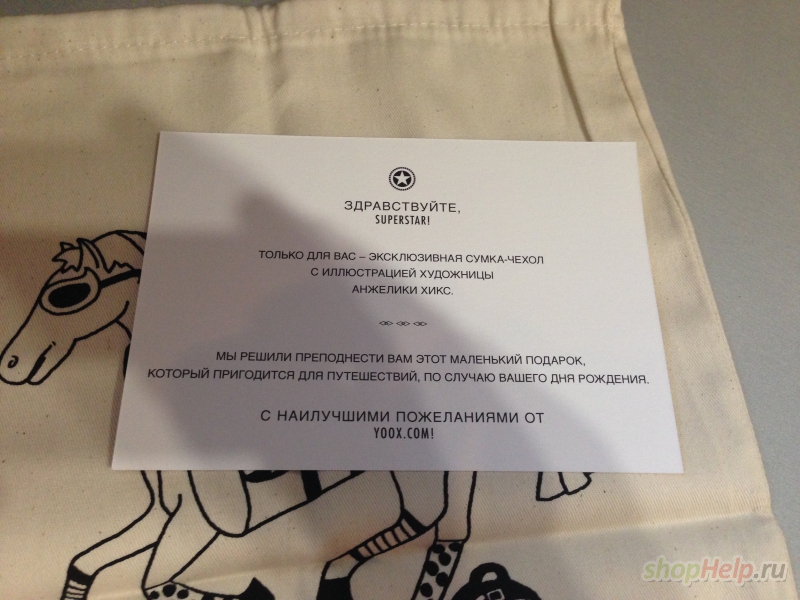 ЗДРАВСТВУЙТЕ,
SUPERSTAR!
ТОЛЬКО ДЛЯ ВАС – ЭКСКЛЮЗИВНАЯ СУМКА-ЧЕХОЛ
С ИЛЛЮСТРАЦИЕЙ ХУДОЖНИЦЫ
АНЖЕЛИКИ ХИКС.
МЫ РЕШИЛИ ПРЕПОДНЕСТИ ВАМ ЭТОТ МАЛЕНЬКИЙ ПОДАРОК,
КОТОРЫЙ ПРИГОДИТСЯ ДЛЯ ПУТЕШЕСТВИЙ, ПО СЛУЧАЮ ВАШЕГО ДНЯ РОЖДЕНИЯ.
С НАИЛУЧШИМИ ПОЖЕЛАНИЯМИ ОТ
YOOX.COM!
shopHelp.ru